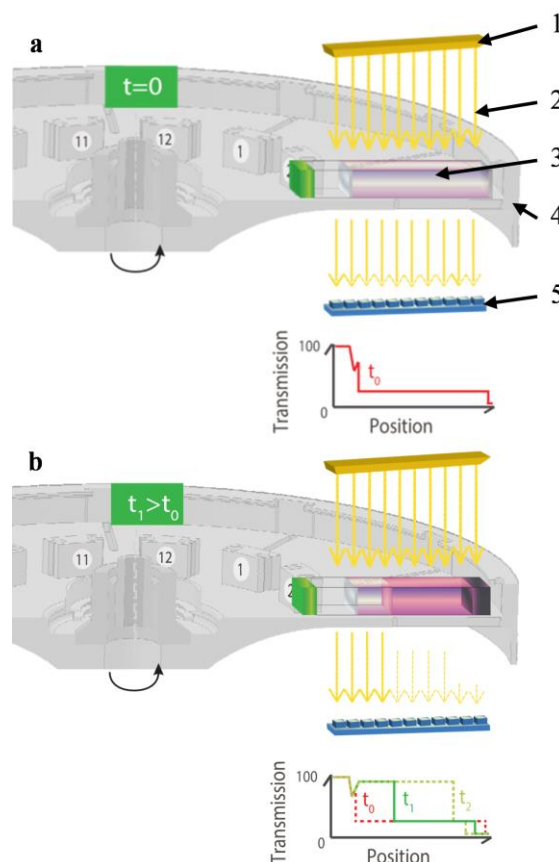 a
t=0
1
2
3
4
5
11
12
1
Transmission
100
0
t₀
Position
b
t₁>t₀
11
12
1
2
Transmission
100
0
t₀
t₁
t₂
Position